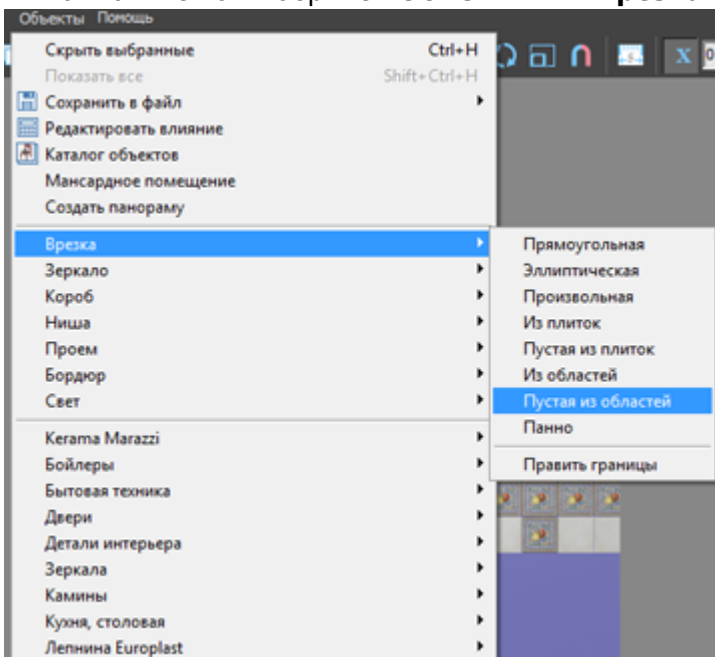 Объекты Помощь
Скрыть выбранные Ctrl+H
Показать все Shift+Ctrl+H
Сохранить в файл
Редактировать влияние
Каталог объектов
Мансардное помещение
Создать панораму
Врезка
Зеркало
Короб
Ниша
Проем
Бордюр
Свет
Kerama Marazzi
Бойлеры
Бытовая техника
Двери
Детали интерьера
Зеркала
Камины
Кухня, столовая
Лепнина Europlast
Прямоугольная
Эллиптическая
Произвольная
Из плиток
Пустая из плиток
Из областей
Пустая из областей
Панно
Править границы
X